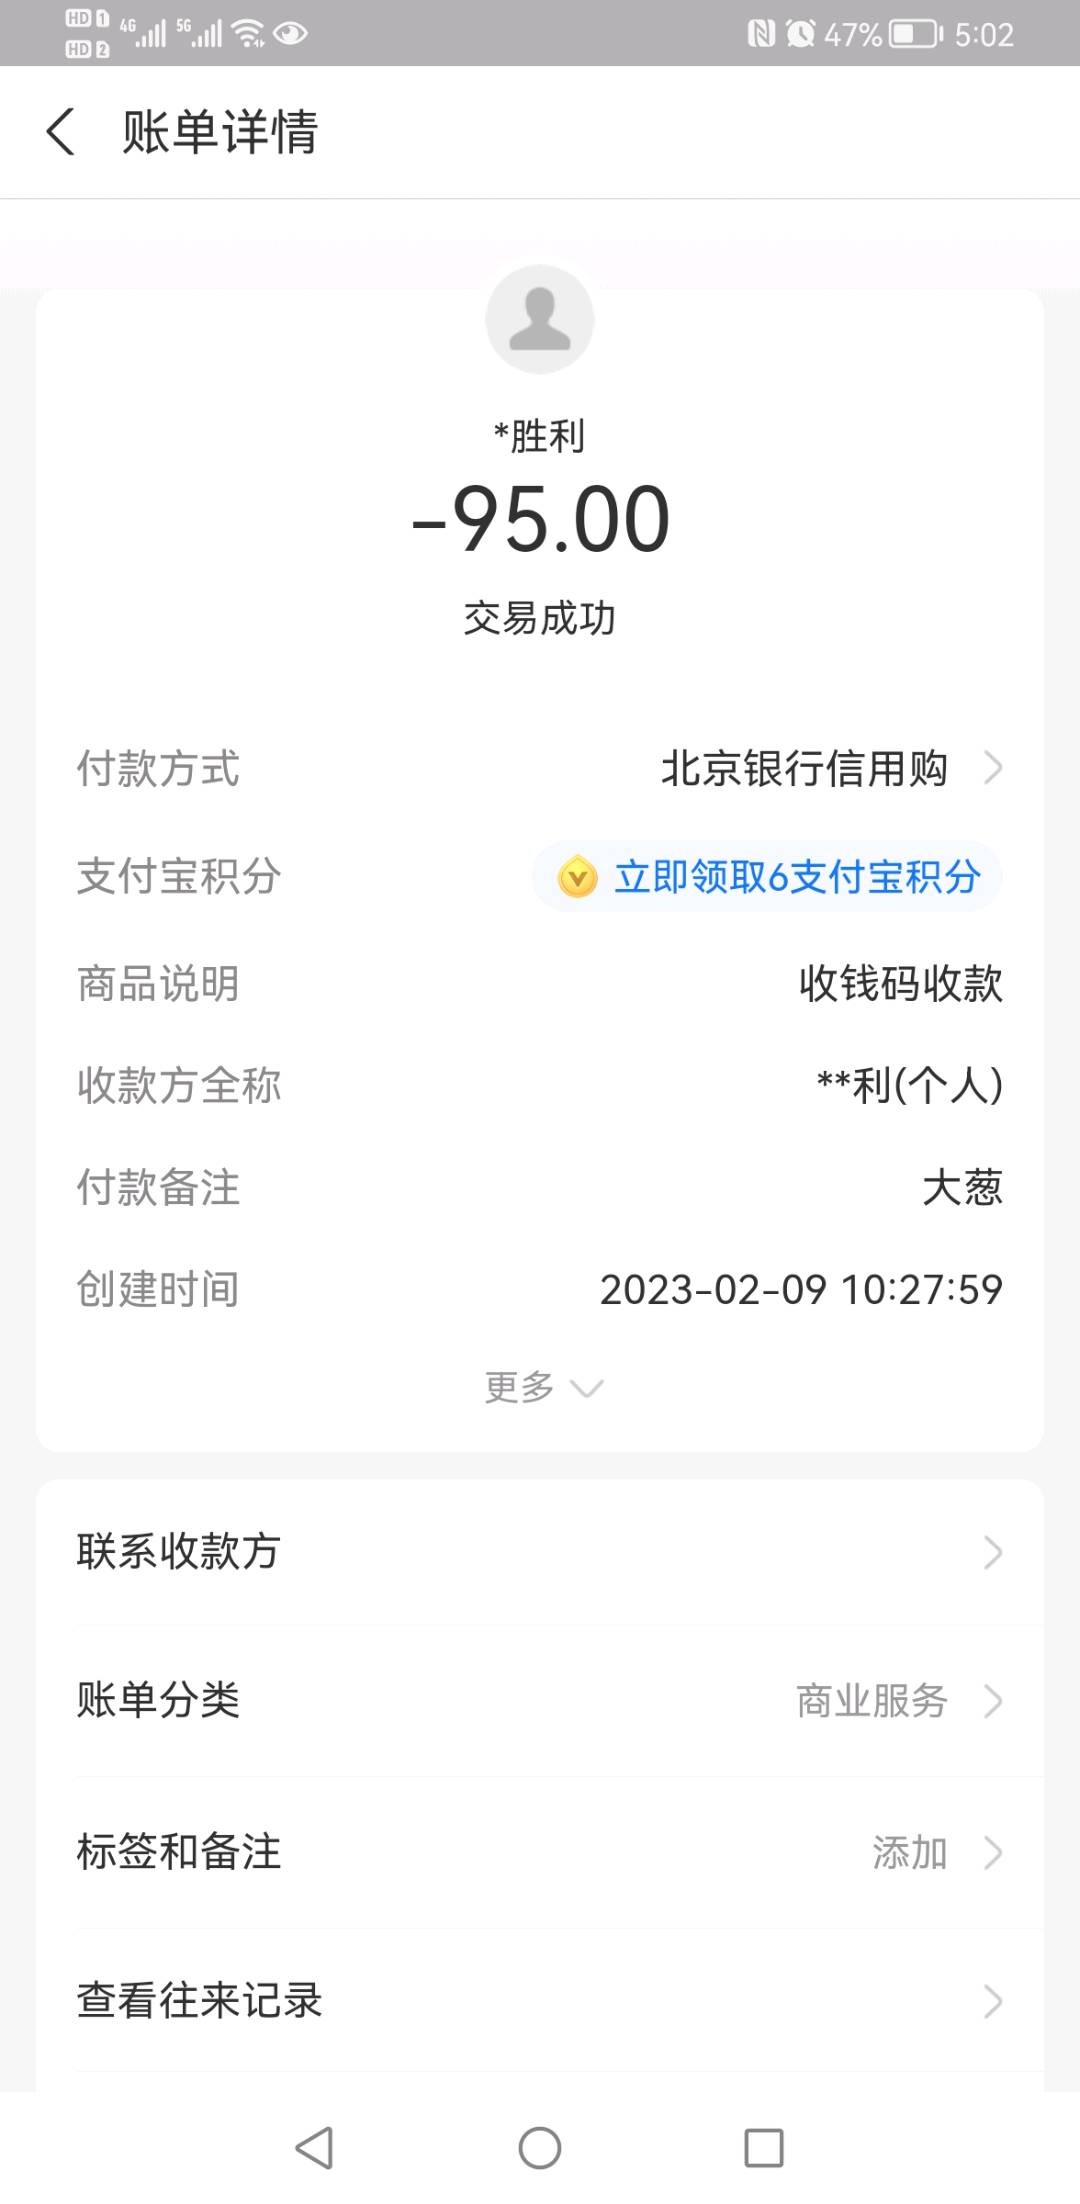 HD 1 4G 5G 47% 5:02
HD 2
账单详情
*胜利
-95.00
交易成功
付款方式 北京银行信用购
支付宝积分 立即领取6支付宝积分
商品说明 收钱码收款
收款方全称 **利(个人)
付款备注 大葱
创建时间 2023-02-09 10:27:59
更多
联系收款方
账单分类 商业服务
标签和备注 添加
查看往来记录